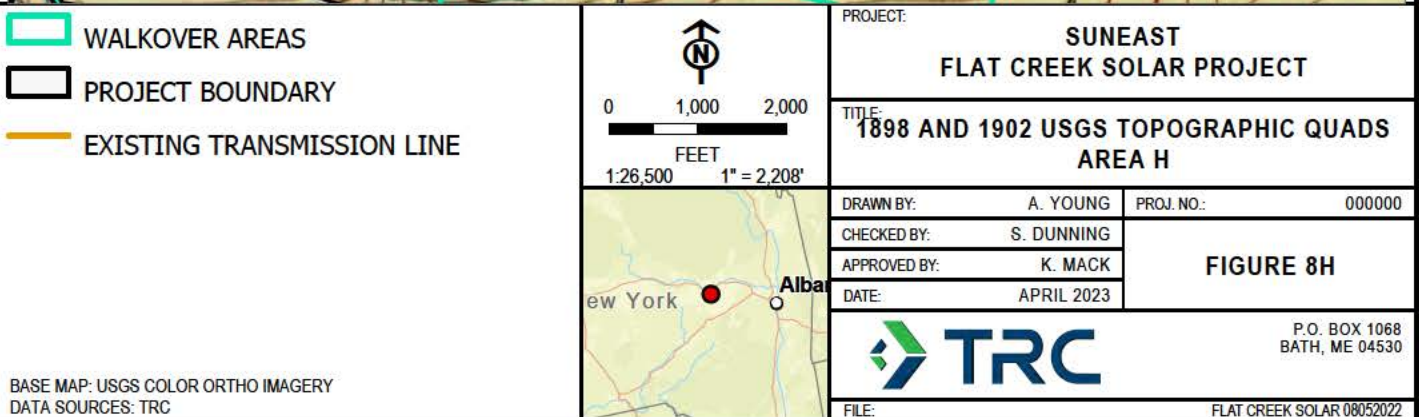 WALKOVER AREAS
PROJECT BOUNDARY
EXISTING TRANSMISSION LINE
BASE MAP: USGS COLOR ORTHO IMAGERY
DATA SOURCES: TRC
N
0 1,000 2,000
FEET
1:26,500 1" = 2,208'
ew York
Alba
PROJECT:
SUNEAST
FLAT CREEK SOLAR PROJECT
TITLE:
1898 AND 1902 USGS TOPOGRAPHIC QUADS
AREA H
DRAWN BY: A. YOUNG PROJ. NO.: 000000
CHECKED BY: S. DUNNING
APPROVED BY: K. MACK
DATE: APRIL 2023
FIGURE 8H
TRC
P.O. BOX 1068
BATH, ME 04530
FILE: FLAT CREEK SOLAR 08052022